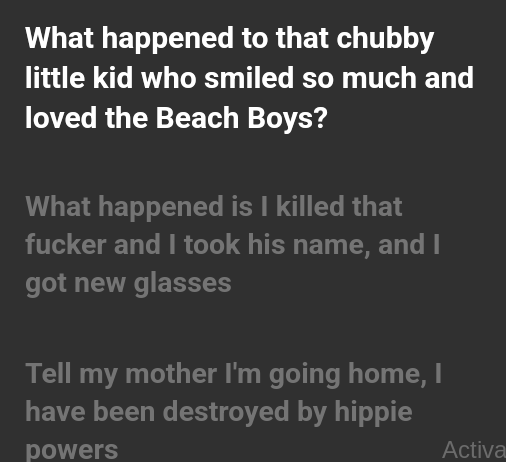 What happened to that chubby
little kid who smiled so much and
loved the Beach Boys?
What happened is I killed that
fucker and I took his name, and I
got new glasses
Tell my mother I'm going home, I
have been destroyed by hippie
powers
Activa